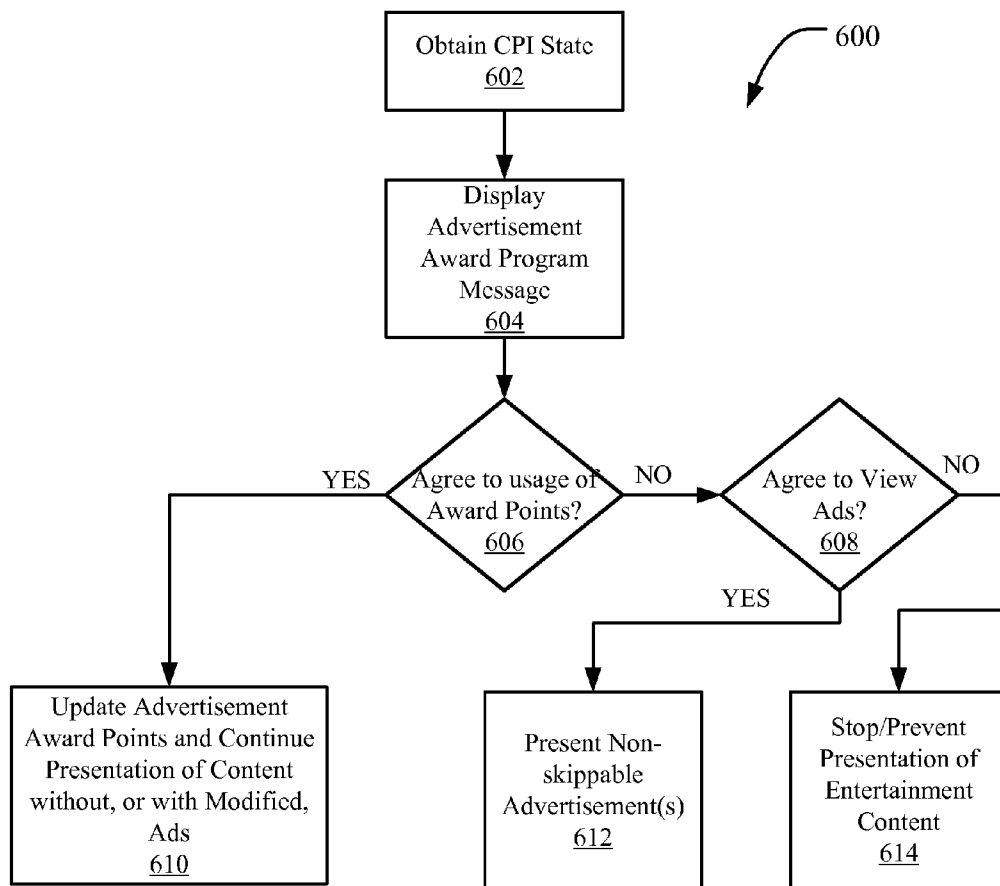 Obtain CPI State
602
600
Display
Advertisement
Award Program
Message
604
YES
Agree to usage of
Award Points?
606
NO
Agree to View
Ads?
608
NO
YES
Update Advertisement
Award Points and Continue
Presentation of Content
without, or with Modified,
Ads
610
Present Non-
skippable
Advertisement(s)
612
Stop/Prevent
Presentation of
Entertainment
Content
614